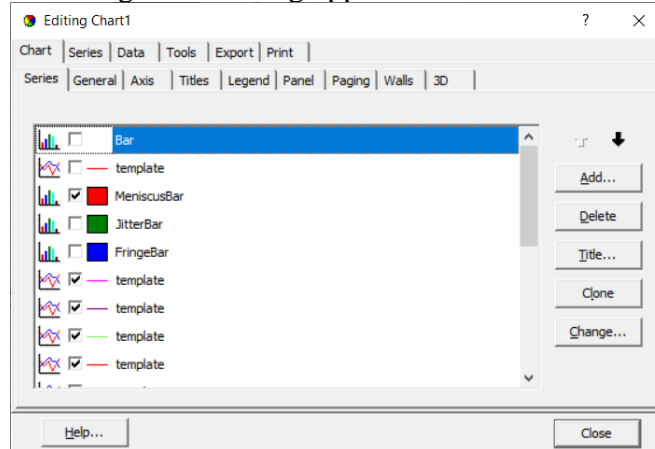 Editing Chart1 ?
Chart Series Data Tools Export Print
Series General Axis Titles Legend Panel Paging Walls 3D
Bar
template
Add...
MeniscusBar
Delete
JitterBar
FringeBar
Title...
template
Clone
template
template
Change...
template
Help... Close